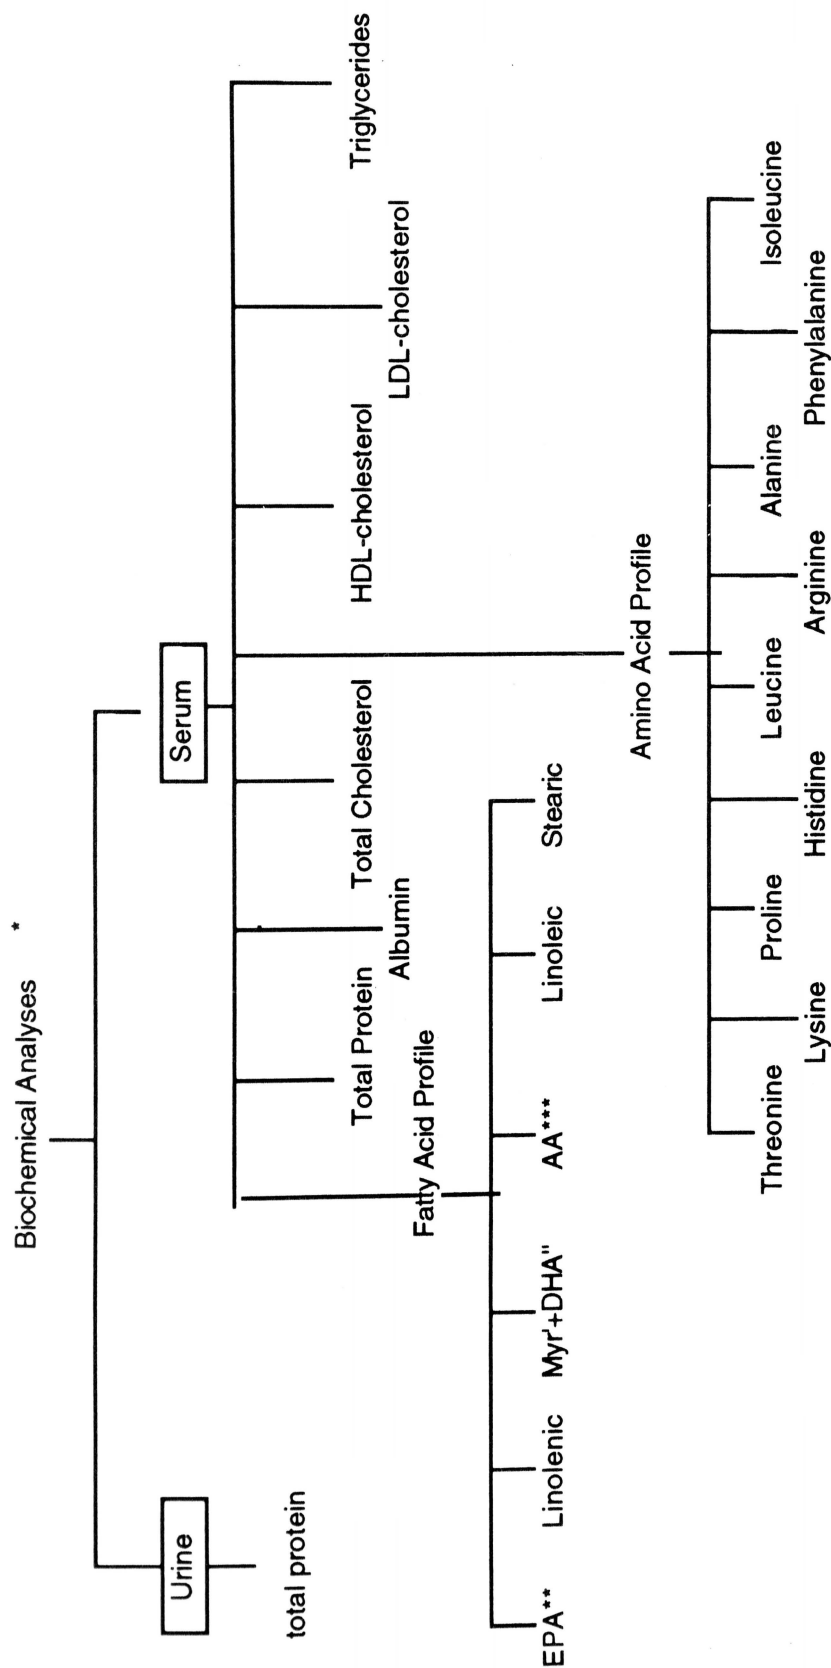 Biochemical Analyses *
Urine
Serum
total protein
Fatty Acid Profile
Total Protein
Albumin
Total Cholesterol
HDL-cholesterol
LDL-cholesterol
Triglycerides
EPA**
Linolenic
Myr'+DHA"
AA***
Linoleic
Stearic
Amino Acid Profile
Threonine
Lysine
Proline
Histidine
Leucine
Arginine
Alanine
Phenylalanine
Isoleucine